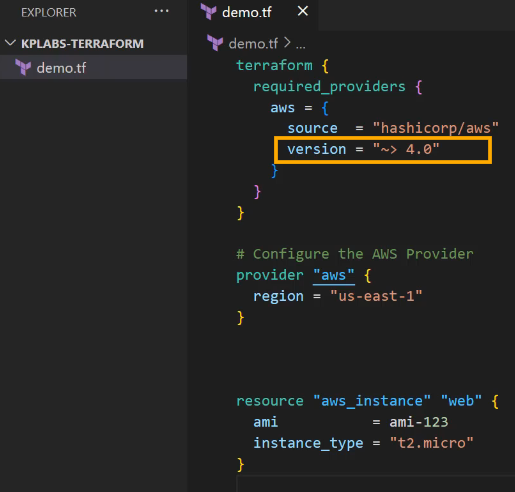 EXPLORER ...
KPLABS-TERRAFORM
demo.tf
demo.tf ×
demo.tf > ...
terraform {
  required_providers {
    aws = {
      source  = "hashicorp/aws"
      version = "~> 4.0"
    }
  }
}
# Configure the AWS Provider
provider "aws" {
  region = "us-east-1"
}
resource "aws_instance" "web" {
  ami           = ami-123
  instance_type = "t2.micro"
}